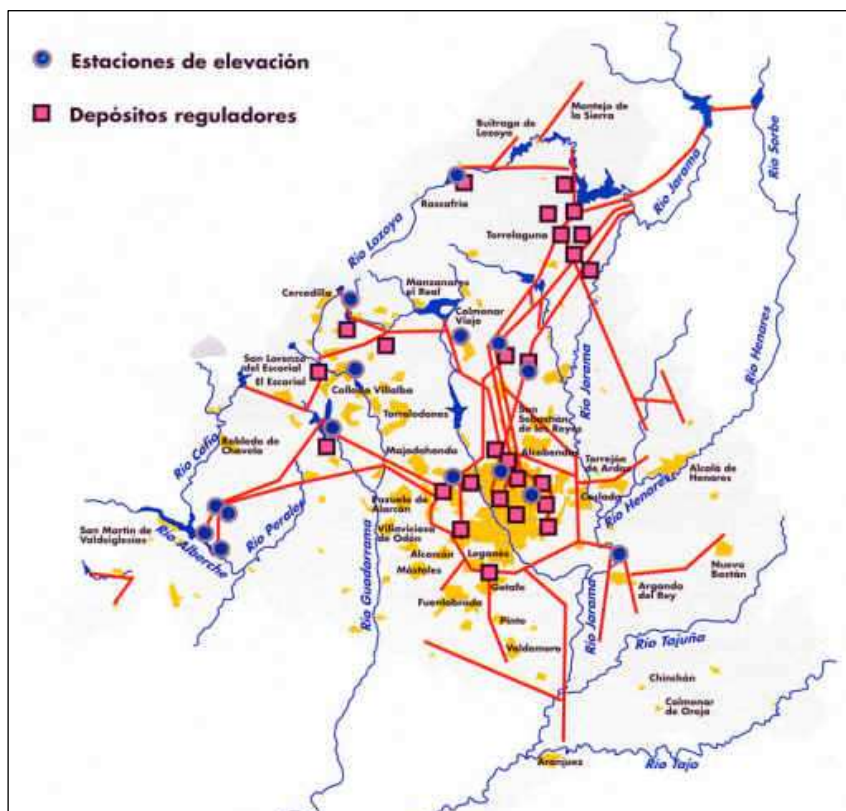 Estaciones de elevación
Depósitos reguladores
Montejo de
la Sierra
Buitrago de
Lozoya
Río Sorbe
Río Jarama
Rascafría
Río Lozoya
Torrelaguna
Manzanares
el Real
Cercedilla
Colmenar
Viejo
Río Henares
San Lorenzo
del Escorial
El Escorial
Collado Villalba
Río Jarama
Torrelodones
San
Sebastián
de los Reyes
Río Cofio
Robledo de
Chavela
Majadahonda
Alcobendas
Torrejón
de Ardoz
Alcalá de
Henares
Pozuelo de
Alarcón
Coslada
Río Henares
San Martín de
Valdeiglesias
Río Alberche
Río Perales
Villaviciosa
de Odón
Río Guadarrama
Alcorcón
Leganés
Móstoles
Getafe
Nuevo
Baztán
Arganda
del Rey
Fuenlabrada
Río Jarama
Pinto
Río Tajuña
Valdemoro
Chinchón
Colmenar
de Oreja
Aranjuez
Río Tajo